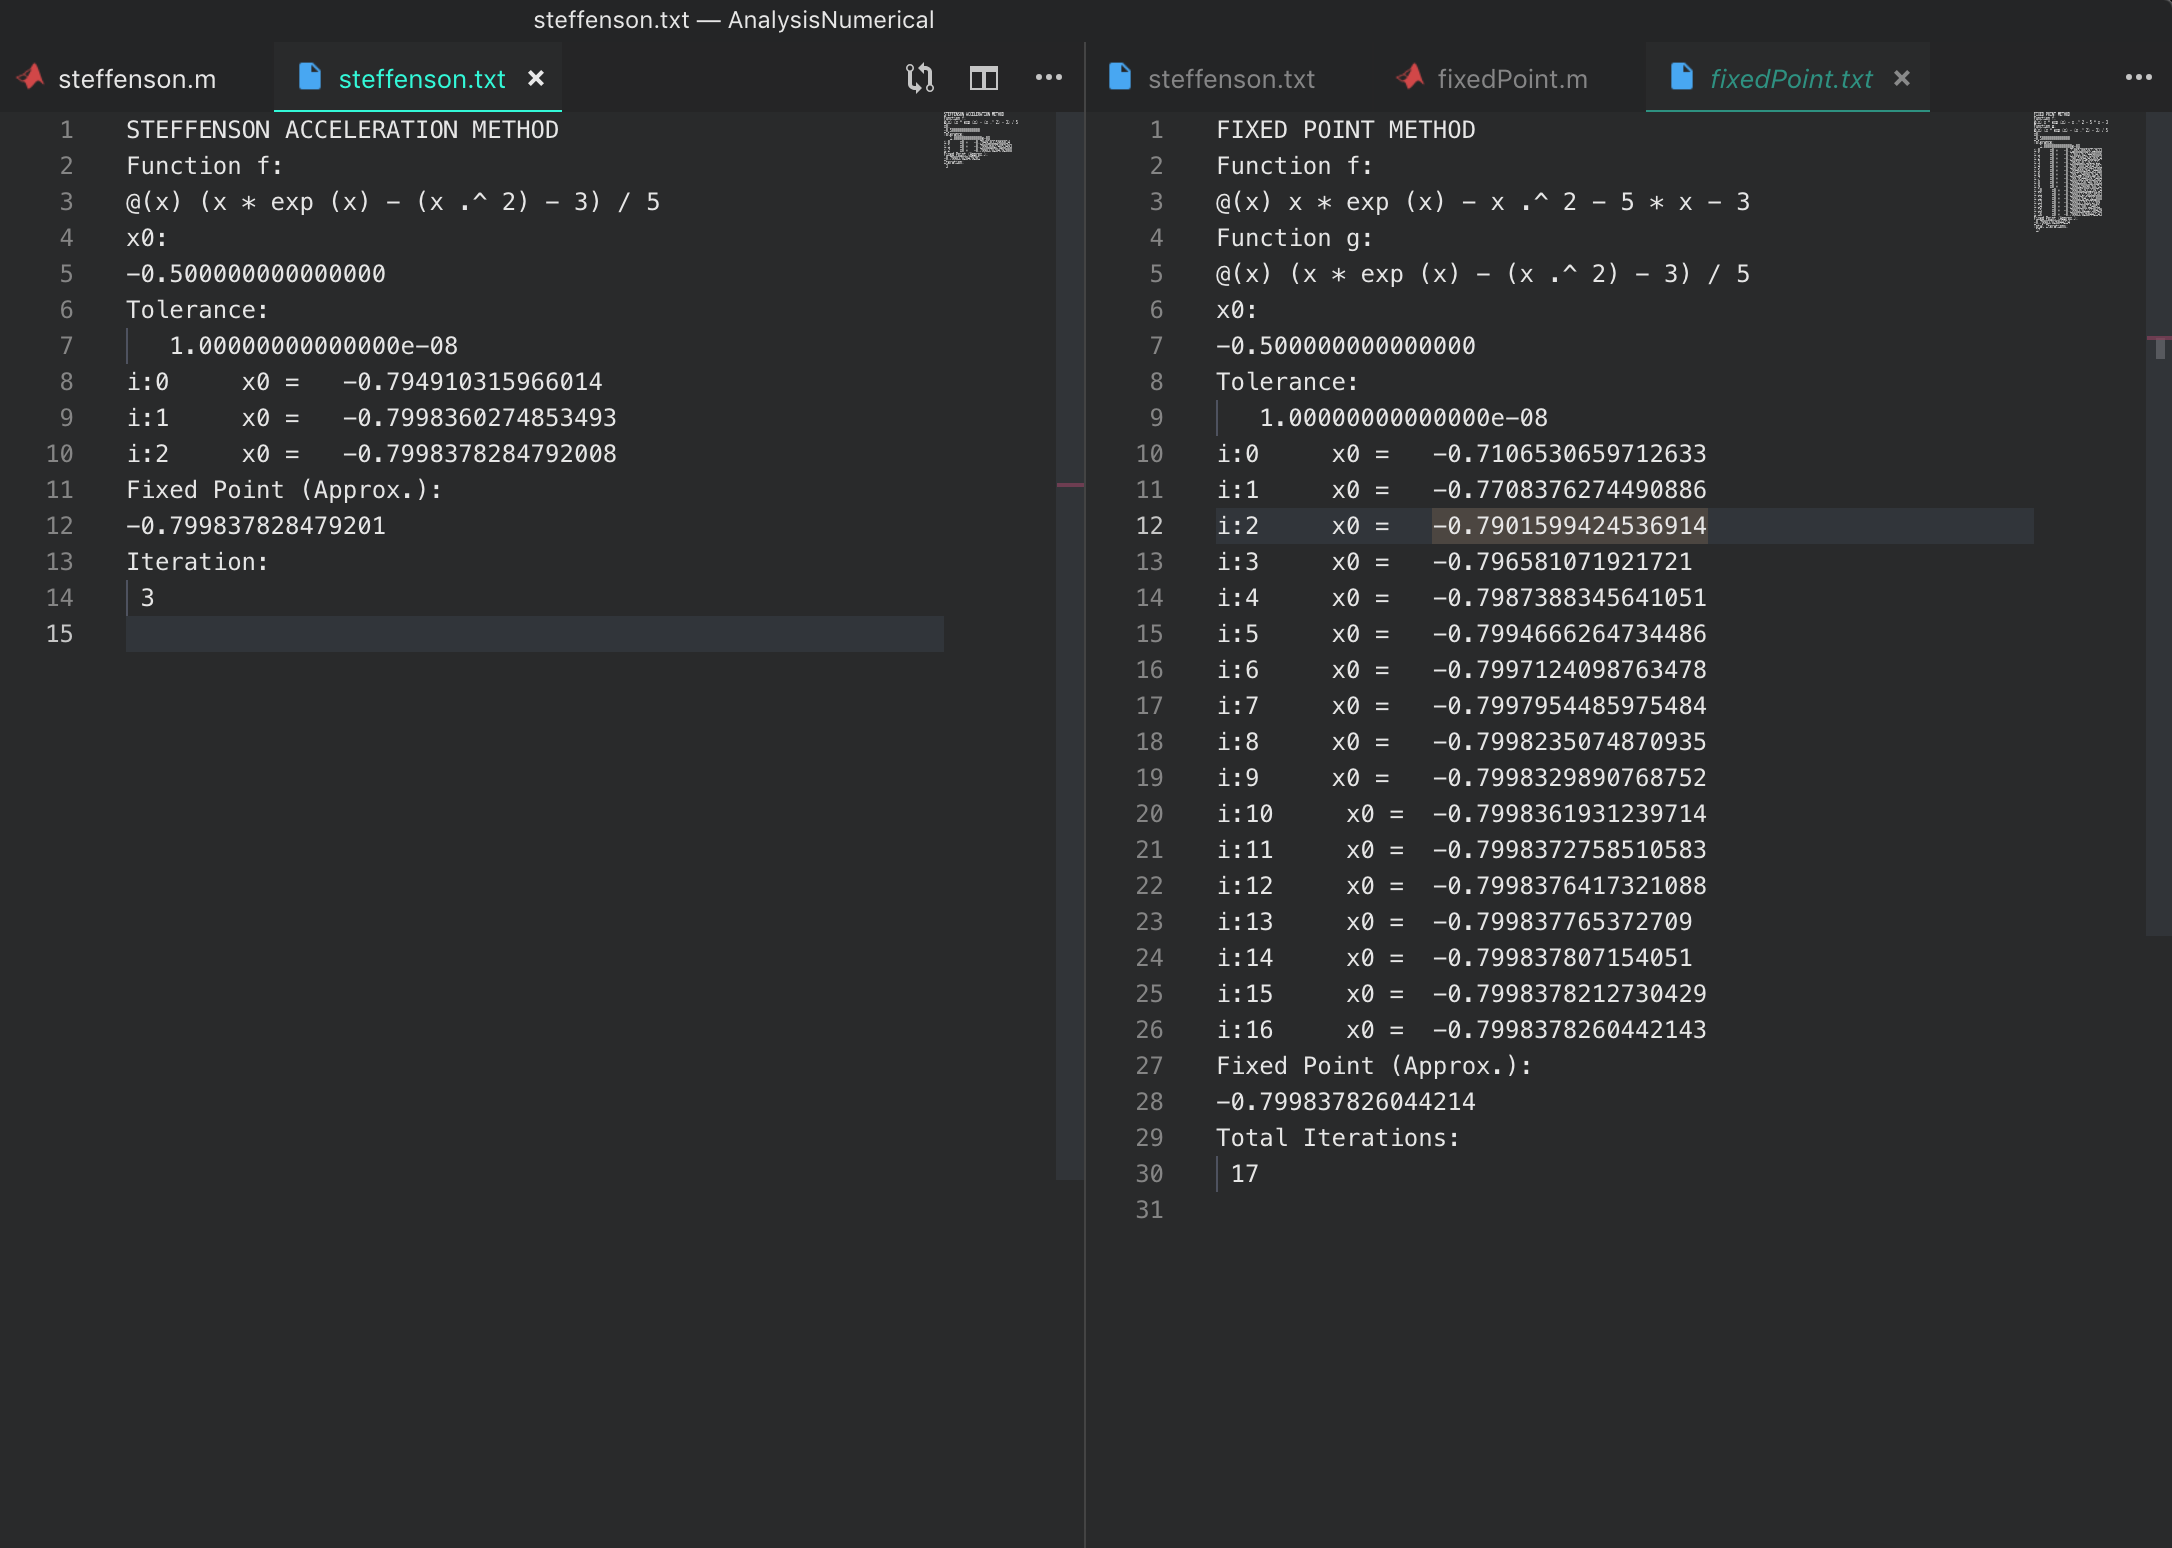 steffenson.txt — AnalysisNumerical
steffenson.m steffenson.txt ×
1 STEFFENSON ACCELERATION METHOD
2 Function f:
3 @(x) (x * exp (x) - (x .^ 2) - 3) / 5
4 x0:
5 -0.500000000000000
6 Tolerance:
7 1.00000000000000e-08
8 i:0 x0 = -0.794910315966014
9 i:1 x0 = -0.7998360274853493
10 i:2 x0 = -0.7998378284792008
11 Fixed Point (Approx.):
12 -0.799837828479201
13 Iteration:
14 3
15
steffenson.txt fixedPoint.m fixedPoint.txt ×
1 FIXED POINT METHOD
2 Function f:
3 @(x) x * exp (x) - x .^ 2 - 5 * x - 3
4 Function g:
5 @(x) (x * exp (x) - (x .^ 2) - 3) / 5
6 x0:
7 -0.500000000000000
8 Tolerance:
9 1.00000000000000e-08
10 i:0 x0 = -0.7106530659712633
11 i:1 x0 = -0.7708376274490886
12 i:2 x0 = -0.7901599424536914
13 i:3 x0 = -0.796581071921721
14 i:4 x0 = -0.7987388345641051
15 i:5 x0 = -0.7994666264734486
16 i:6 x0 = -0.7997124098763478
17 i:7 x0 = -0.7997954485975484
18 i:8 x0 = -0.7998235074870935
19 i:9 x0 = -0.7998329890768752
20 i:10 x0 = -0.7998361931239714
21 i:11 x0 = -0.7998372758510583
22 i:12 x0 = -0.7998376417321088
23 i:13 x0 = -0.799837765372709
24 i:14 x0 = -0.799837807154051
25 i:15 x0 = -0.7998378212730429
26 i:16 x0 = -0.7998378260442143
27 Fixed Point (Approx.):
28 -0.799837826044214
29 Total Iterations:
30 17
31